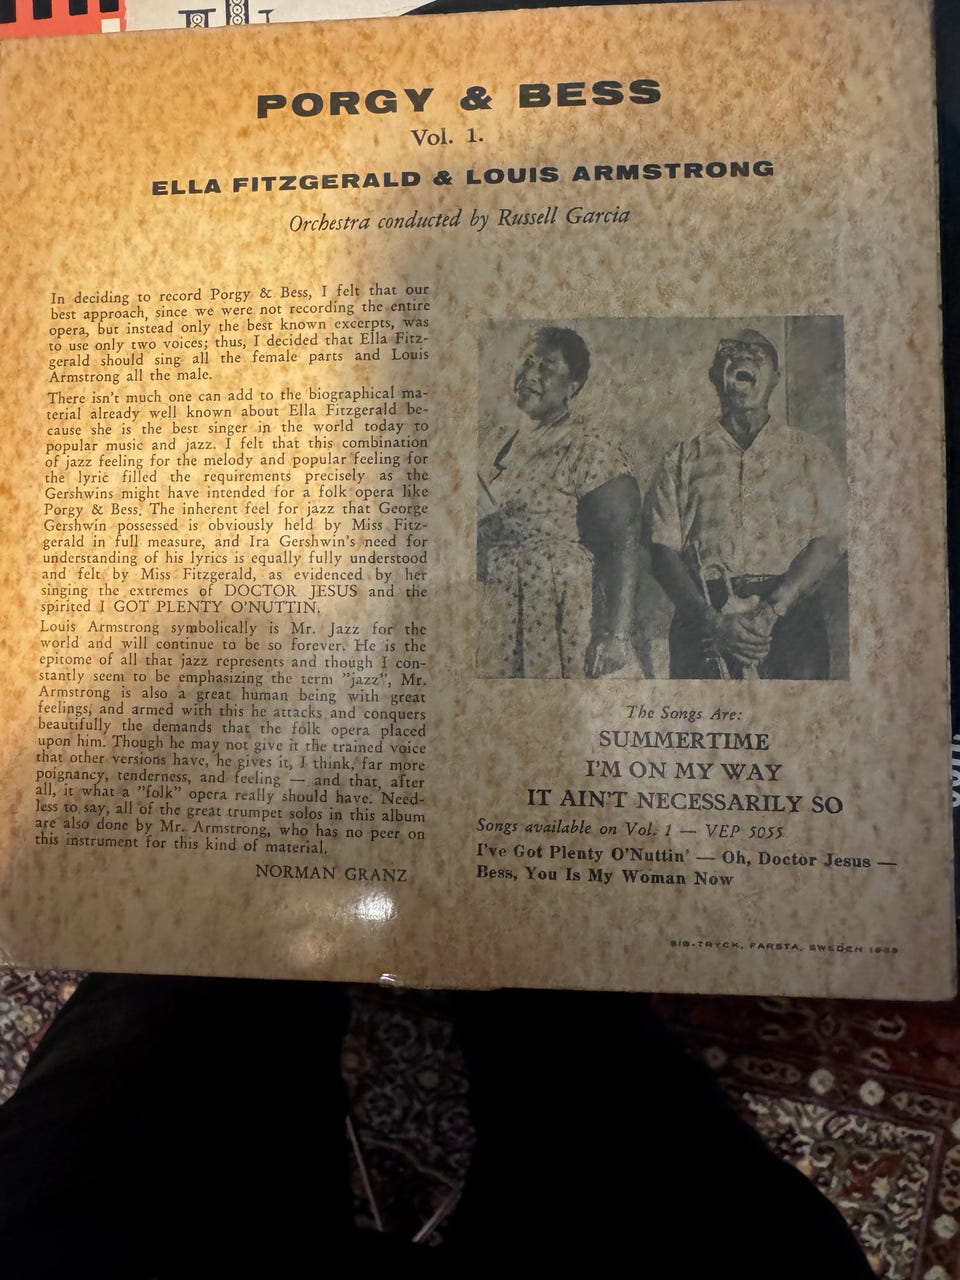 PORGY & BESS
Vol. 1.
ELLA FITZGERALD & LOUIS ARMSTRONG
Orchestra conducted by Russell Garcia
In deciding to record Porgy & Bess, I felt that our
best approach, since we were not recording the entire
opera, but instead only the best known excerpts, was
to use only two voices; thus, I decided that Ella Fitz-
gerald should sing all the female parts and Louis
Armstrong all the male.
There isn't much one can add to the biographical ma-
terial already well known about Ella Fitzgerald be-
cause she is the best singer in the world today to
popular music and jazz. I felt that this combination
of jazz feeling for the melody and popular feeling for
the lyric filled the requirements precisely as the
Gershwins might have intended for a folk opera like
Porgy & Bess. The inherent feel for jazz that George
Gershwin possessed is obviously held by Miss Fitz-
gerald in full measure, and Ira Gershwin's need for
understanding of his lyrics is equally fully understood
and felt by Miss Fitzgerald, as evidenced by her
singing the extremes of DOCTOR JESUS and the
spirited I GOT PLENTY O'NUTTIN.
Louis Armstrong symbolically is Mr. Jazz for the
world and will continue to be so forever. He is the
epitome of all that jazz represents and though I con-
stantly seem to be emphasizing the term "jazz", Mr.
Armstrong is also a great human being with great
feelings, and armed with this he attacks and conquers
beautifully the demands that the folk opera placed
upon him. Though he may not give it the trained voice
that other versions have, he gives it, I think, far more
poignancy, tenderness, and feeling — and that, after
all, it what a "folk" opera really should have. Need-
less to say, all of the great trumpet solos in this album
are also done by Mr. Armstrong, who has no peer on
this instrument for this kind of material.
NORMAN GRANZ
The Songs Are:
SUMMERTIME
I'M ON MY WAY
IT AIN'T NECESSARILY SO
Songs available on Vol. 1 — VEP 5055
I've Got Plenty O'Nuttin' — Oh, Doctor Jesus —
Bess, You Is My Woman Now
TRYCK, FARSTA, SWEDEN